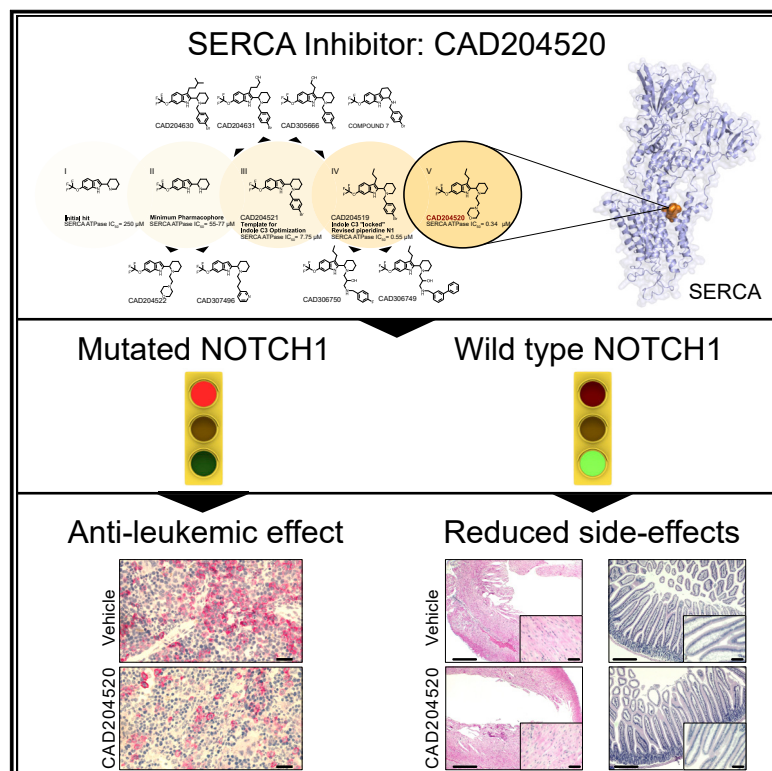 SERCA Inhibitor: CAD204520
CAD204630
CAD204631
CAD305666
COMPOUND 7
I
Initial hit
SERCA ATPase IC50= 250 μM
II
Minimum Pharmacophore
SERCA ATPase IC50= 55-77 μM
III
CAD204521
Template for
Indole C3 Optimization
SERCA ATPase IC50= 7.75 μM
IV
CAD204519
Indole C3 "locked"
Revised piperidine N1
SERCA ATPase IC50= 0.55 μM
V
CAD204520
SERCA ATPase IC50= 0.34 μM
CAD204522
CAD307496
CAD306750
CAD306749
SERCA
Mutated NOTCH1
Wild type NOTCH1
Anti-leukemic effect
Reduced side-effects
Vehicle
CAD204520
Vehicle
CAD204520